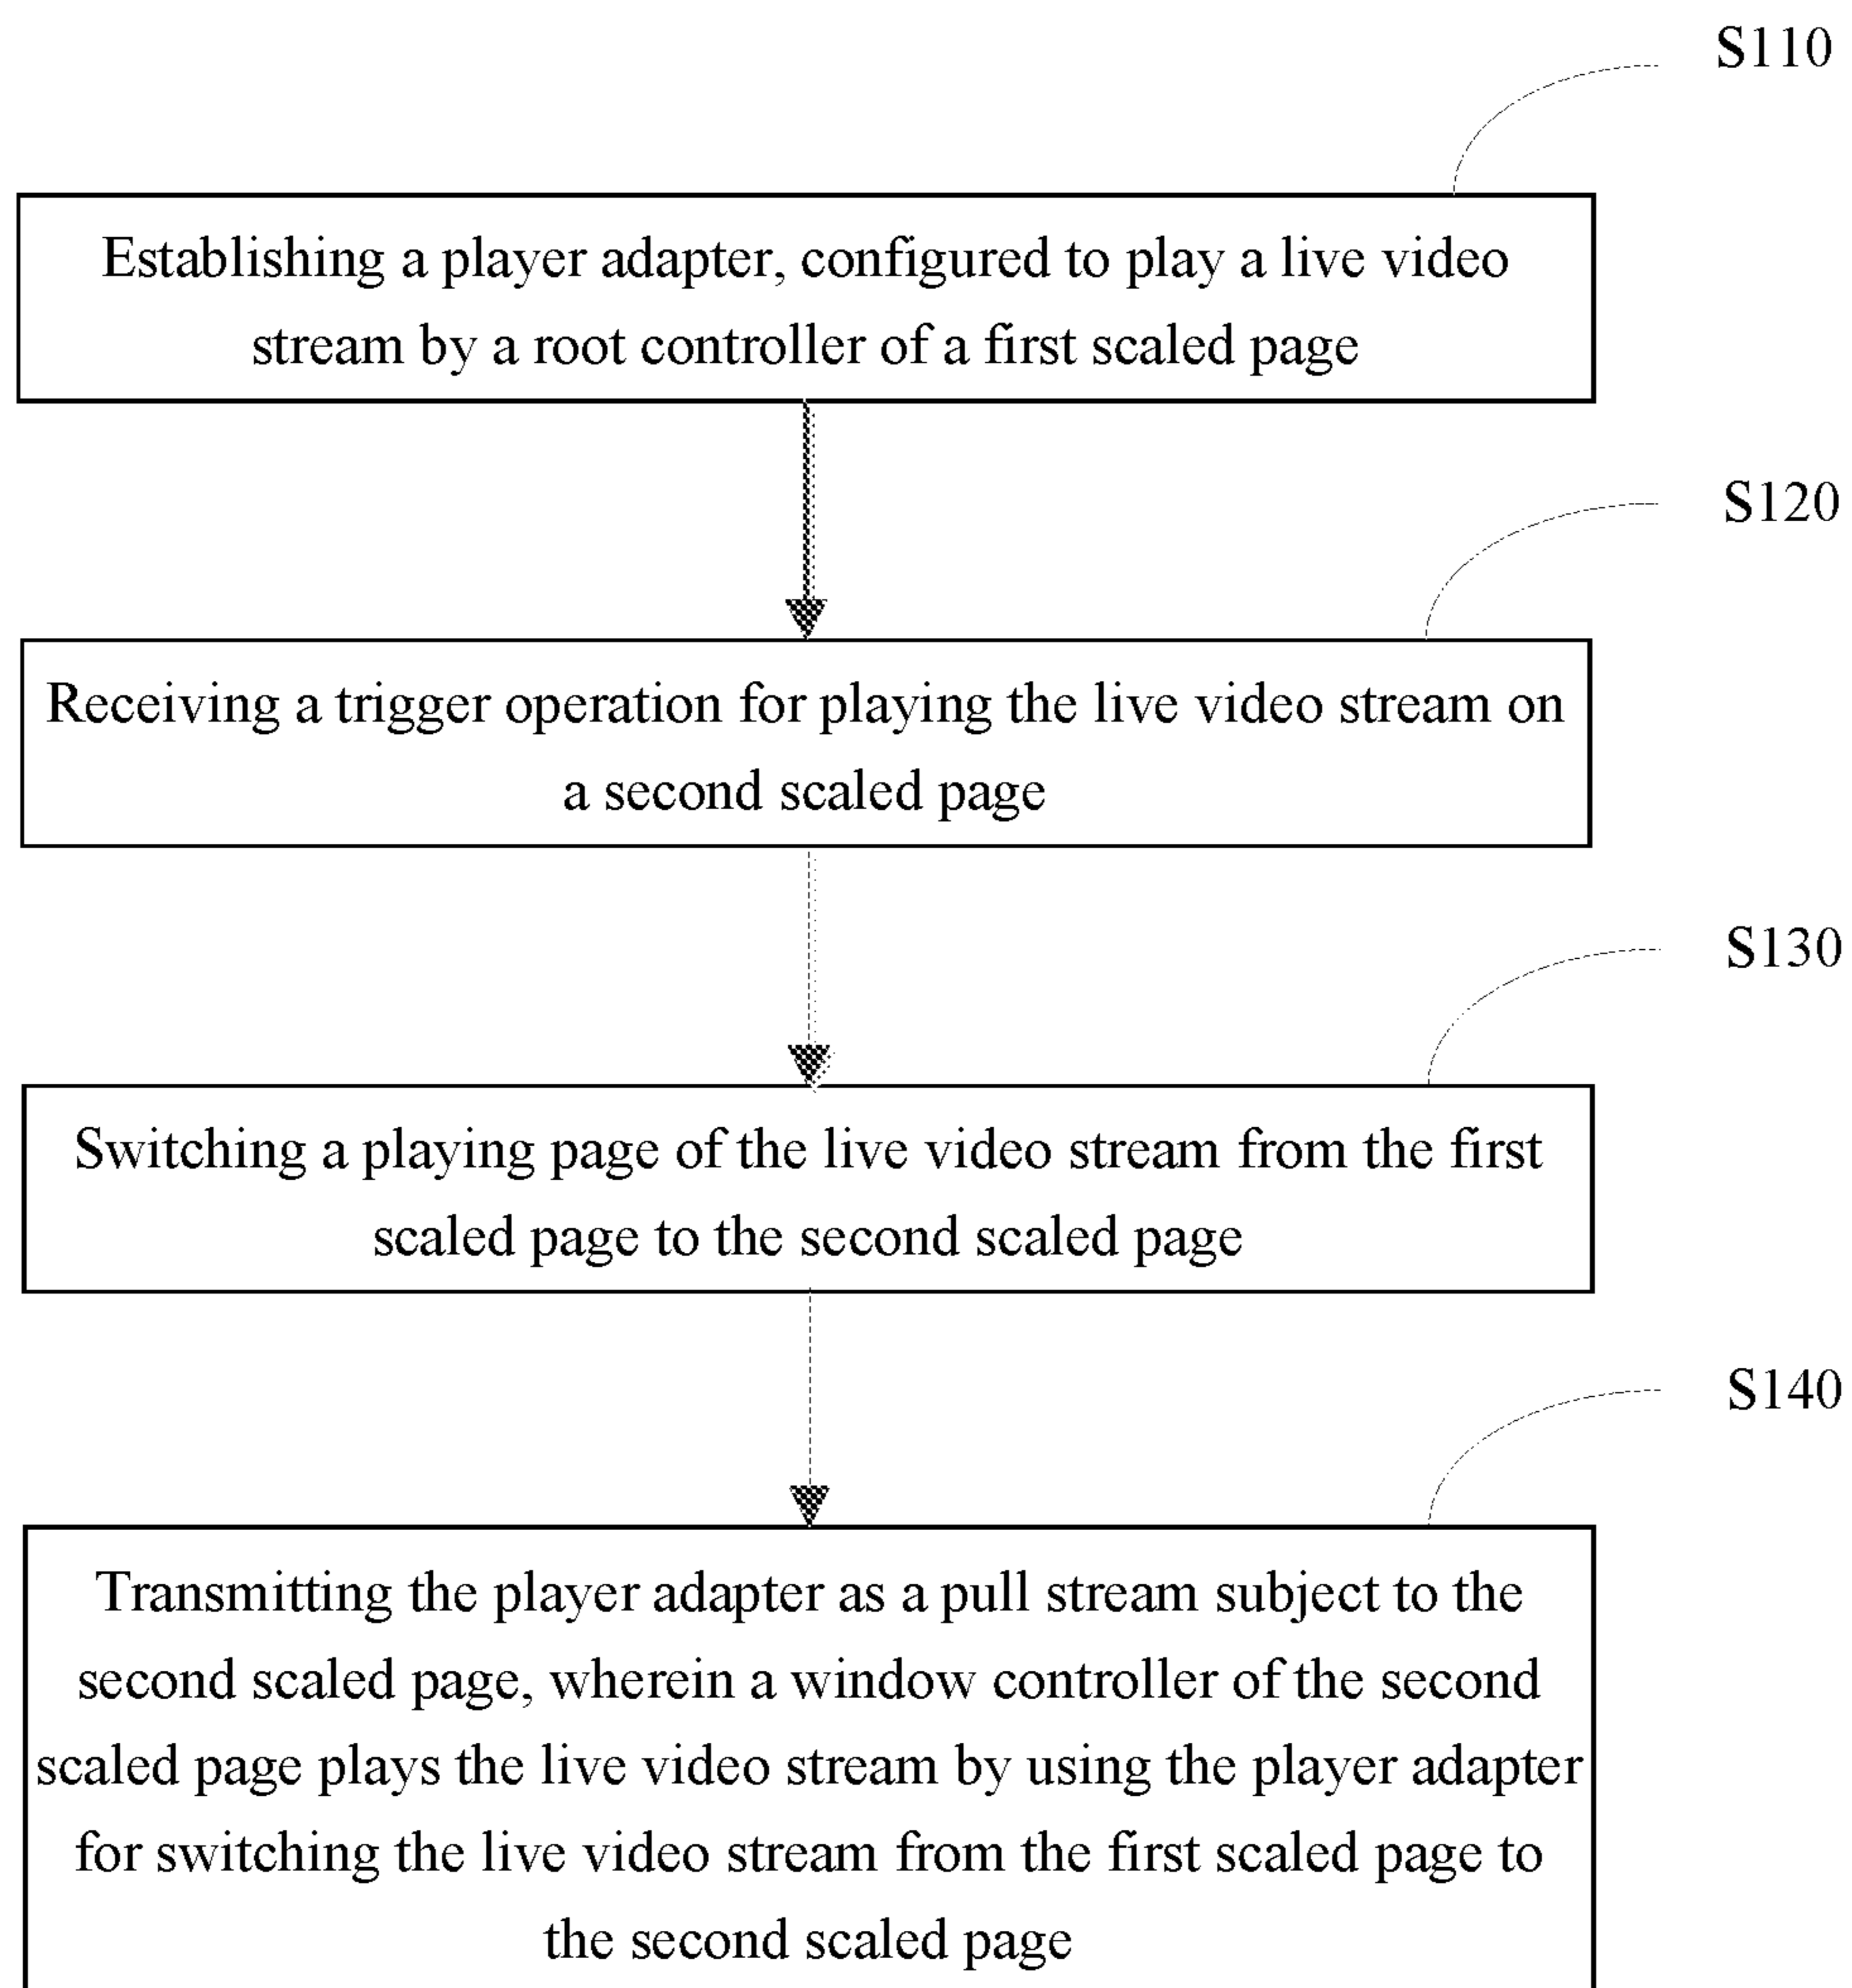 S110
Establishing a player adapter, configured to play a live video
stream by a root controller of a first scaled page
S120
Receiving a trigger operation for playing the live video stream on
a second scaled page
S130
Switching a playing page of the live video stream from the first
scaled page to the second scaled page
S140
Transmitting the player adapter as a pull stream subject to the
second scaled page, wherein a window controller of the second
scaled page plays the live video stream by using the player adapter
for switching the live video stream from the first scaled page to
the second scaled page